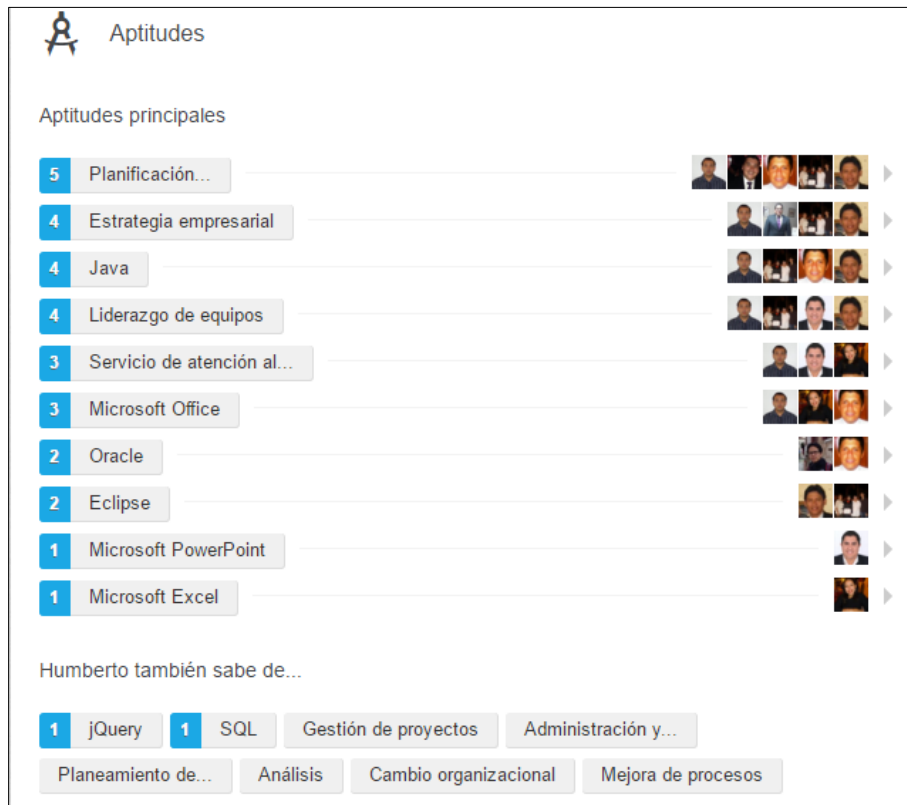 Aptitudes
Aptitudes principales
5 Planificación...
4 Estrategia empresarial
4 Java
4 Liderazgo de equipos
3 Servicio de atención al...
3 Microsoft Office
2 Oracle
2 Eclipse
1 Microsoft PowerPoint
1 Microsoft Excel
Humberto también sabe de...
1 jQuery 1 SQL Gestión de proyectos Administración y...
Planeamiento de... Análisis Cambio organizacional Mejora de procesos